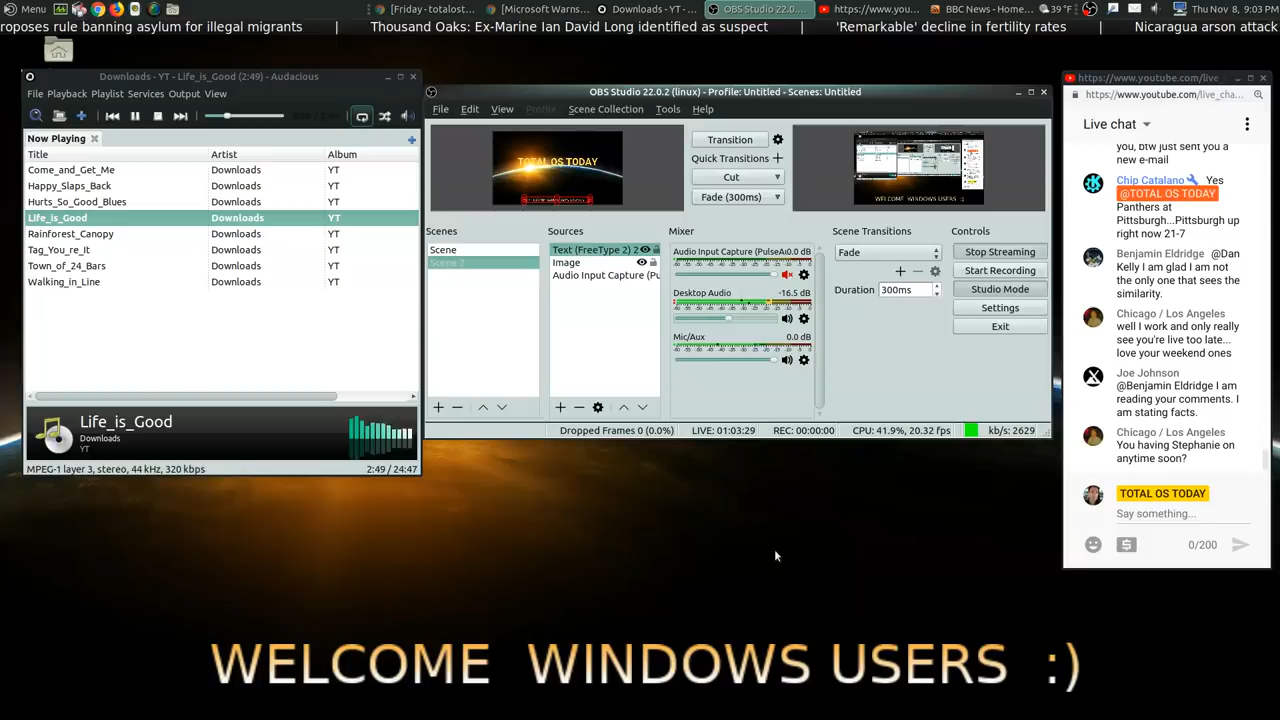 Menu
[Friday - totalost...
[Microsoft Warns...
Downloads - YT - ...
OBS Studio 22.0....
https://www.you...
BBC News - Home...
39 °F
Thu Nov 8, 9:03 PM
roposes rule banning asylum for illegal migrants | Thousand Oaks: Ex-Marine Ian David Long identified as suspect | 'Remarkable' decline in fertility rates | Nicaragua arson attack
Downloads - YT - Life_is_Good (2:49) - Audacious
File Playback Playlist Services Output View
Now Playing
Title Artist Album
Come_and_Get_Me Downloads YT
Happy_Slaps_Back Downloads YT
Hurts_So_Good_Blues Downloads YT
Life_is_Good Downloads YT
Rainforest_Canopy Downloads YT
Tag_You_re_It Downloads YT
Town_of_24_Bars Downloads YT
Walking_in_Line Downloads YT
Life_is_Good
Downloads
YT
MPEG-1 layer 3, stereo, 44 kHz, 320 kbps 2:49 / 24:47
OBS Studio 22.0.2 (linux) - Profile: Untitled - Scenes: Untitled
File Edit View Profile Scene Collection Tools Help
TOTAL OS TODAY
Transition
Quick Transitions
Cut
Fade (300ms)
WELCOME WINDOWS USERS :)
Scenes
Scene
Scene 2
Sources
Text (FreeType 2) 2
Image
Audio Input Capture (Pu
Mixer
Audio Input Capture (PulseAu 0.0 dB
Desktop Audio -16.5 dB
Mic/Aux 0.0 dB
Scene Transitions
Fade
Duration 300ms
Controls
Stop Streaming
Start Recording
Studio Mode
Settings
Exit
Dropped Frames 0 (0.0%) LIVE: 01:03:29 REC: 00:00:00 CPU: 41.9%, 20.32 fps kb/s: 2629
https://www.youtube.com/live
https://www.youtube.com/live_cha...
Live chat
you, btw just sent you a
new e-mail
Chip Catalano Yes
@TOTAL OS TODAY
Panthers at
Pittsburgh...Pittsburgh up
right now 21-7
Benjamin Eldridge @Dan
Kelly I am glad I am not
the only one that sees the
similarity.
Chicago / Los Angeles
well I work and only really
see you're live too late...
love your weekend ones
Joe Johnson
@Benjamin Eldridge I am
reading your comments. I
am stating facts.
Chicago / Los Angeles
You having Stephanie on
anytime soon?
TOTAL OS TODAY
Say something...
0/200
WELCOME WINDOWS USERS :)